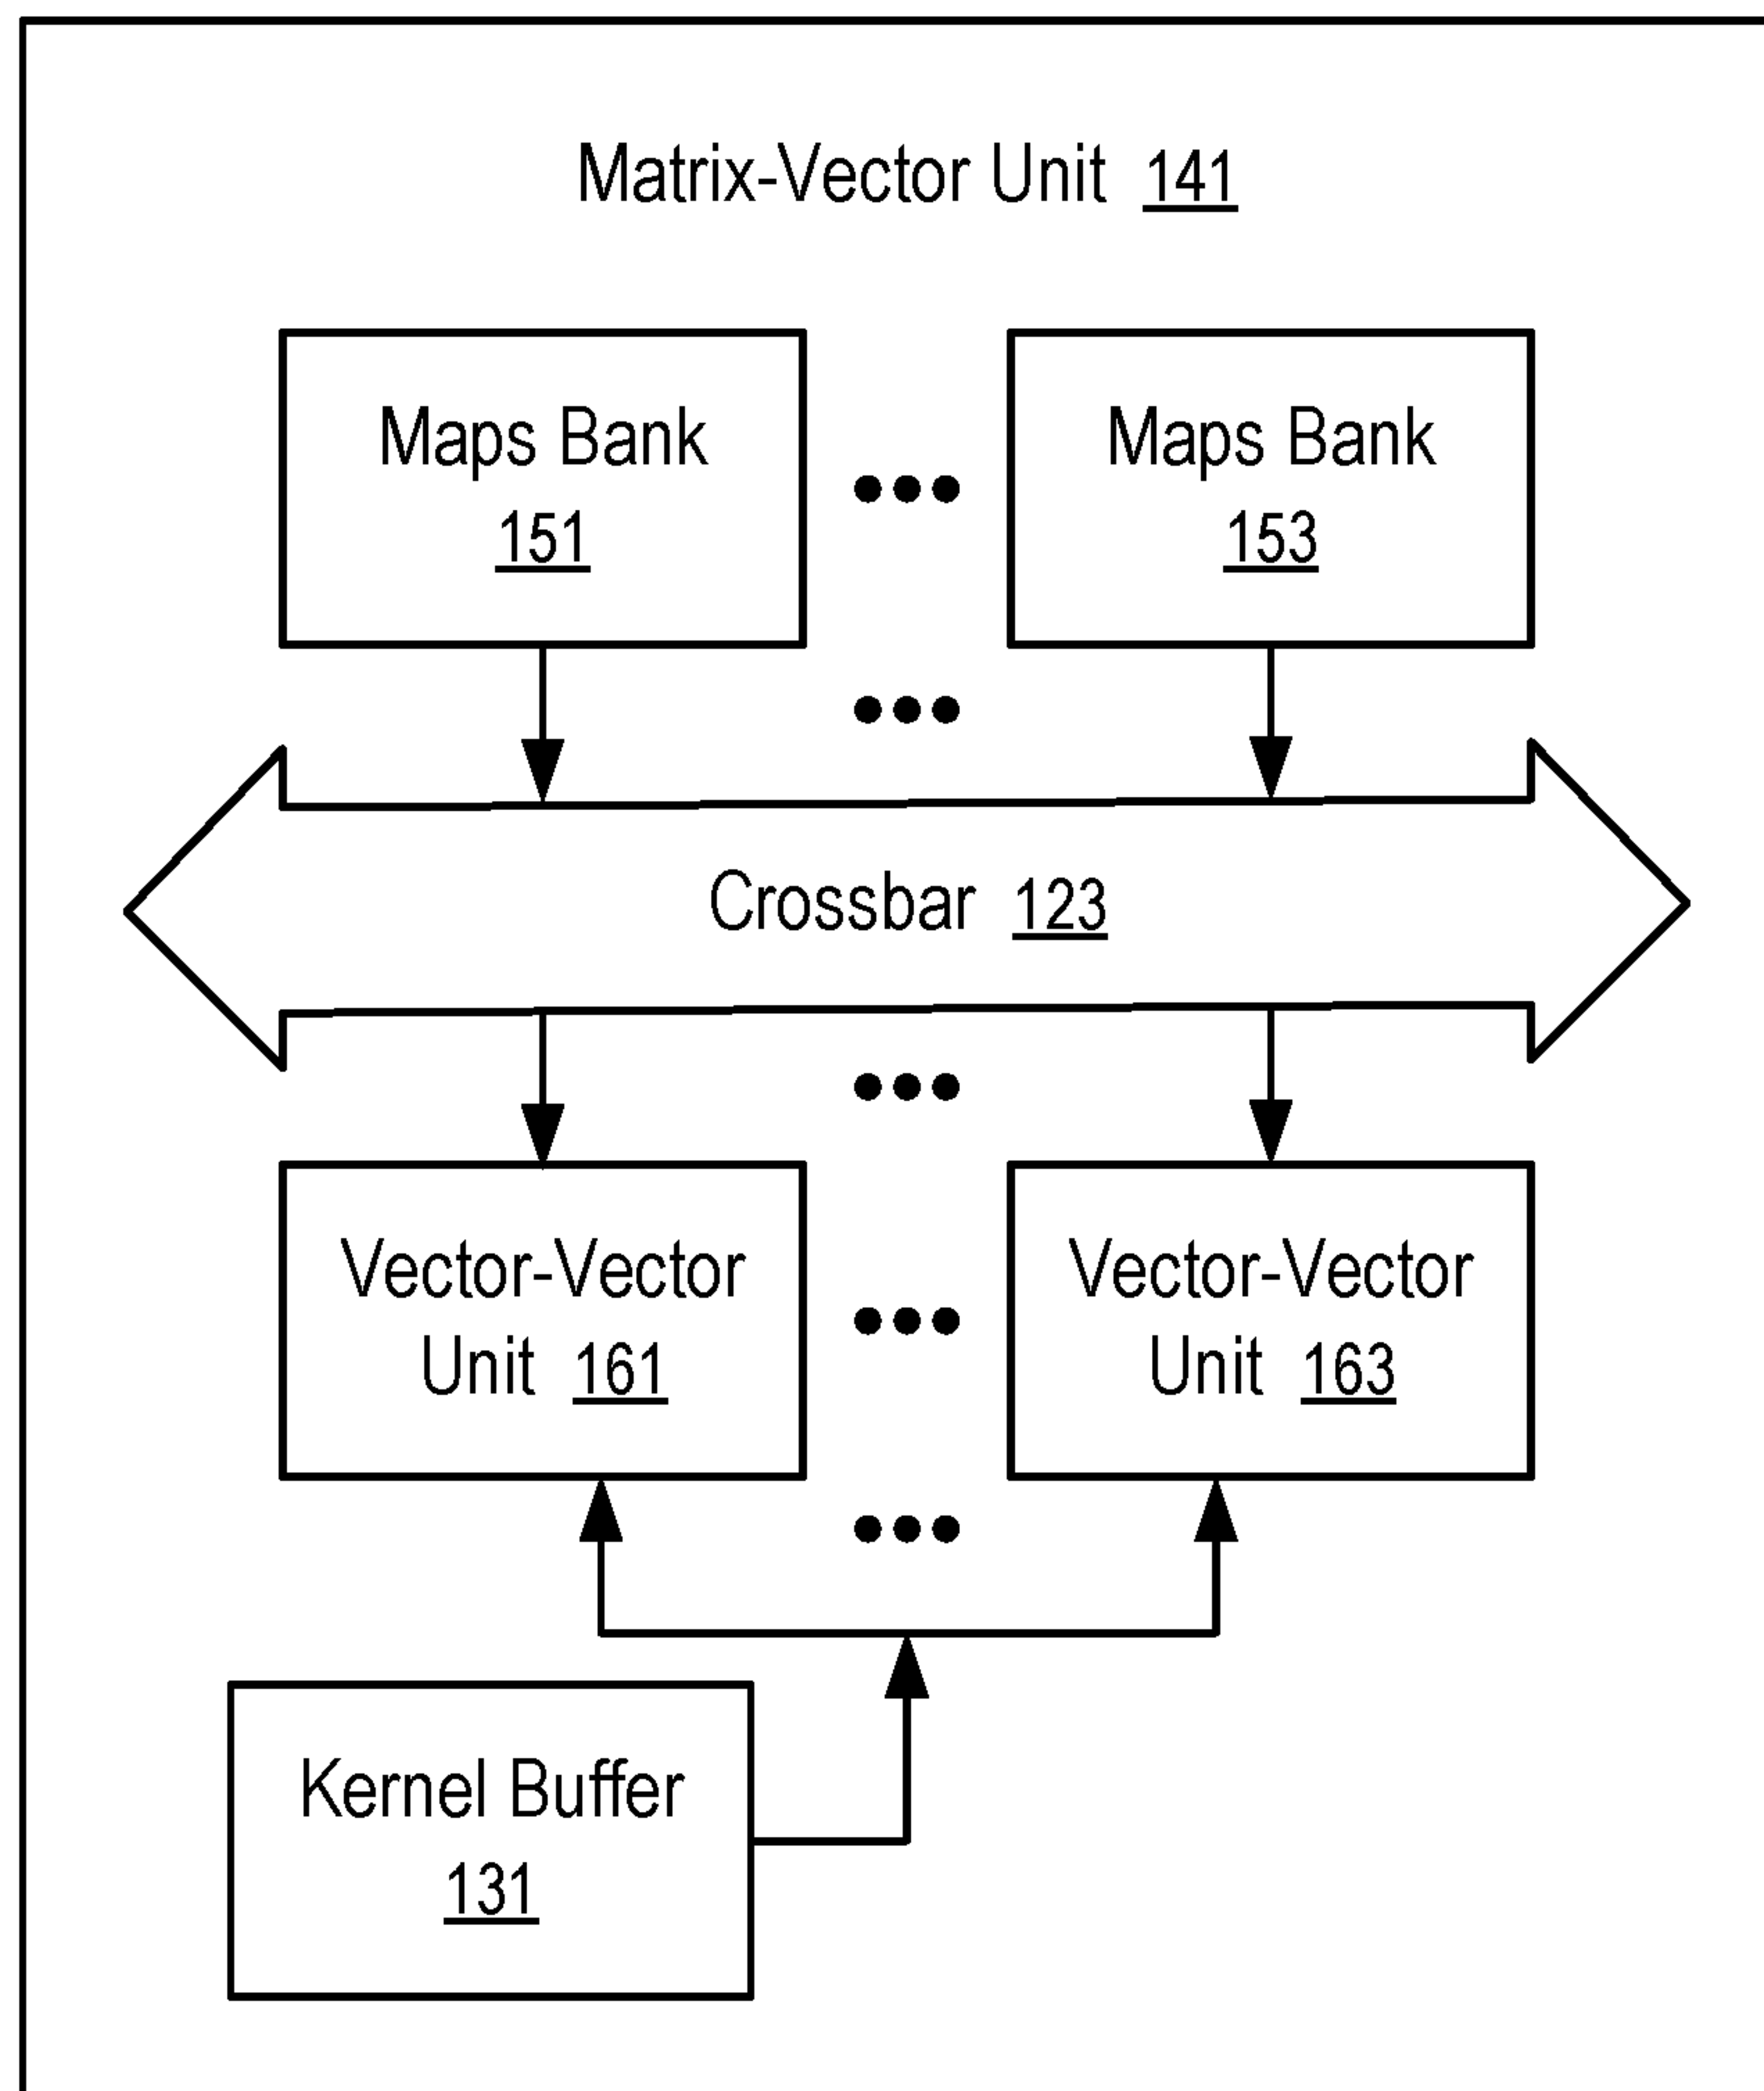 Matrix-Vector Unit 141
Maps Bank
151
Maps Bank
153
Crossbar 123
Vector-Vector
Unit 161
Vector-Vector
Unit 163
Kernel Buffer
131